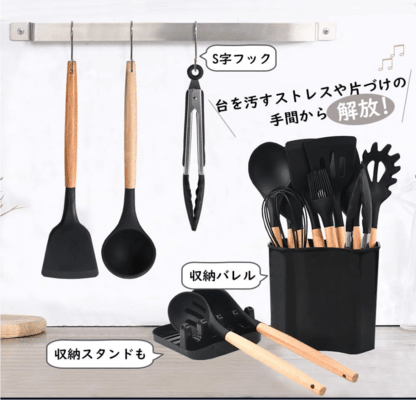 S字フック
台を汚すストレスや片づけの
手間から解放!
収納バレル
収納スタンドも